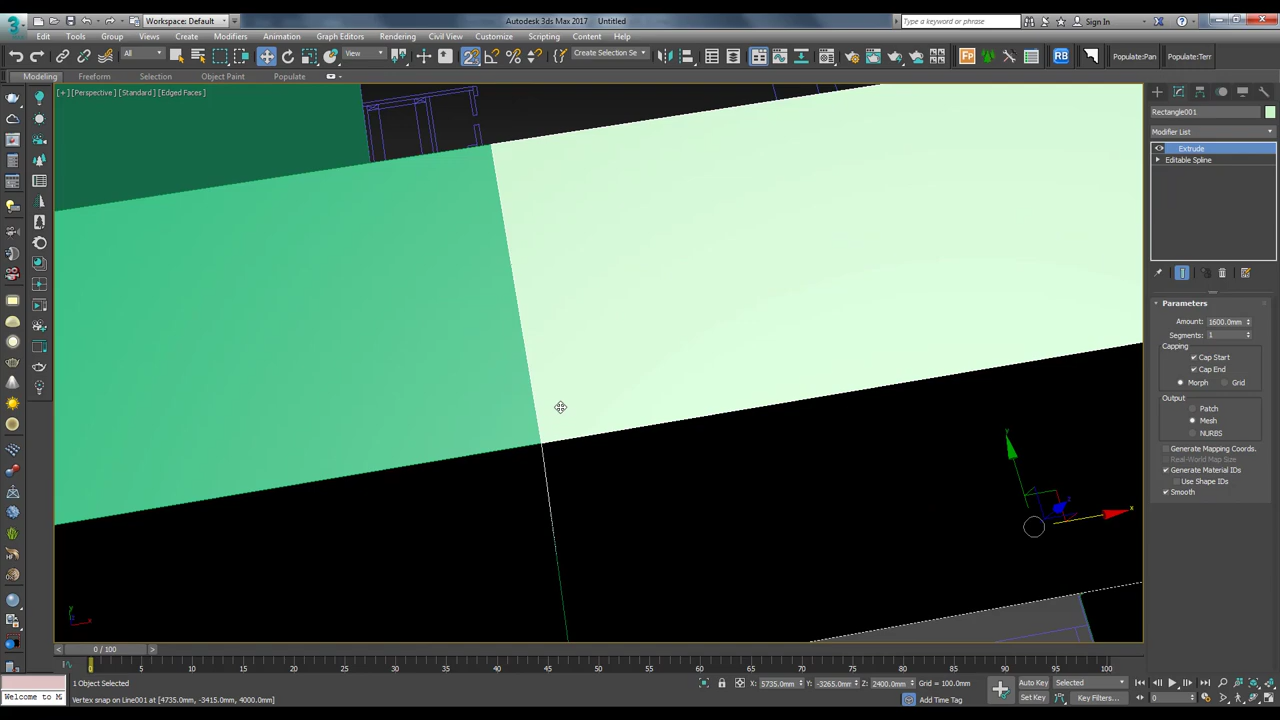 Workspace: Default
Autodesk 3ds Max 2017 Untitled
Type a keyword or phrase
Sign In
Edit Tools Group Views Create Modifiers Animation Graph Editors Rendering Civil View Customize Scripting Content Help
All
View
Create Selection Se
Fp
RB
Populate:Pan
Populate:Terr
Modeling Freeform Selection Object Paint Populate
[+] [Perspective] [Standard] [Edged Faces]
Rectangle001
Modifier List
Extrude
Editable Spline
Parameters
Amount: 1600.0mm
Segments: 1
Capping
Cap Start
Cap End
Morph Grid
Output
Patch
Mesh
NURBS
Generate Mapping Coords.
Real-World Map Size
Generate Material IDs
Use Shape IDs
Smooth
0 / 100
0 5 10 15 20 25 30 35 40 45 50 55 60 65 70 75 80 85 90 95 100
1 Object Selected
X: 5735.0mm Y: -3265.0mm Z: 2400.0mm Grid = 100.0mm
Auto Key Selected
Welcome to M
Vertex snap on Line001 at [4735.0mm, -3415.0mm, 4000.0mm]
Add Time Tag
Set Key Key Filters...
0